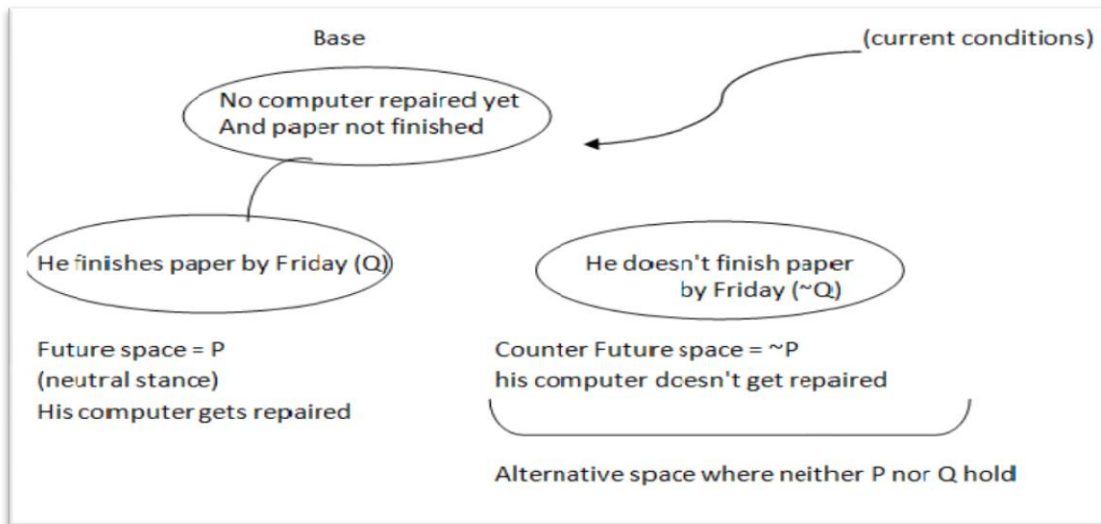 Base
(current conditions)
No computer repaired yet
And paper not finished
He finishes paper by Friday (Q)
He doesn't finish paper
by Friday (~Q)
Future space = P
(neutral stance)
His computer gets repaired
Counter Future space = ~P
his computer doesn't get repaired
Alternative space where neither P nor Q hold